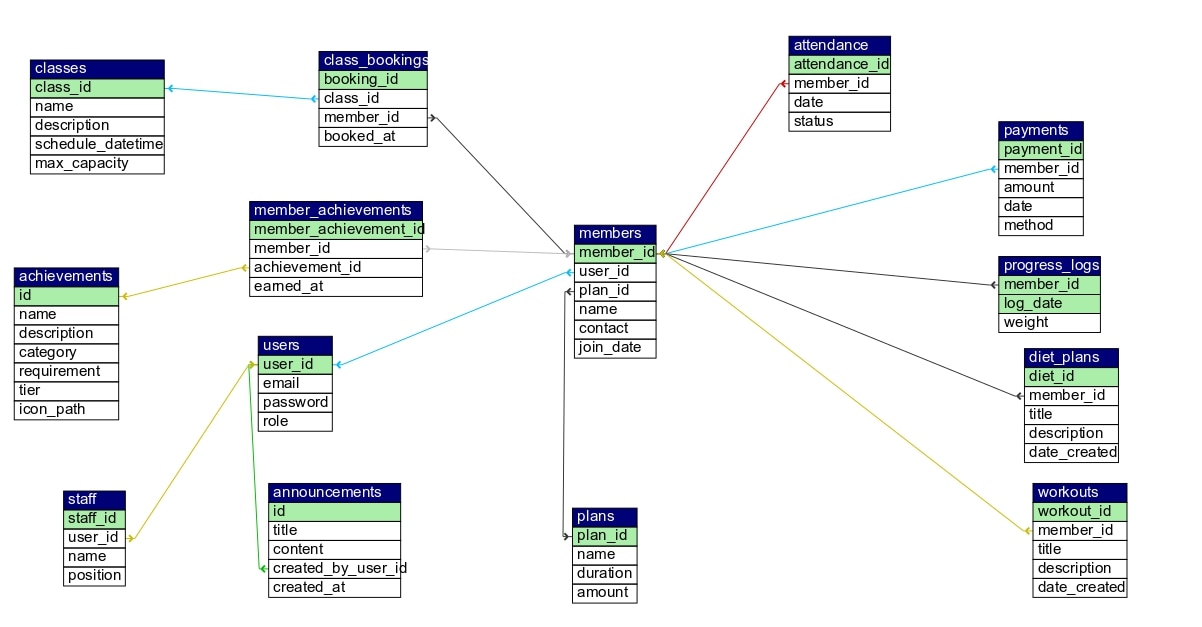 classes
class_id
name
description
schedule_datetime
max_capacity
class_bookings
booking_id
class_id
member_id
booked_at
attendance
attendance_id
member_id
date
status
payments
payment_id
member_id
amount
date
method
member_achievements
member_achievement_id
member_id
achievement_id
earned_at
members
member_id
user_id
plan_id
name
contact
join_date
progress_logs
member_id
log_date
weight
achievements
id
name
description
category
requirement
tier
icon_path
users
user_id
email
password
role
diet_plans
diet_id
member_id
title
description
date_created
staff
staff_id
user_id
name
position
announcements
id
title
content
created_by_user_id
created_at
plans
plan_id
name
duration
amount
workouts
workout_id
member_id
title
description
date_created